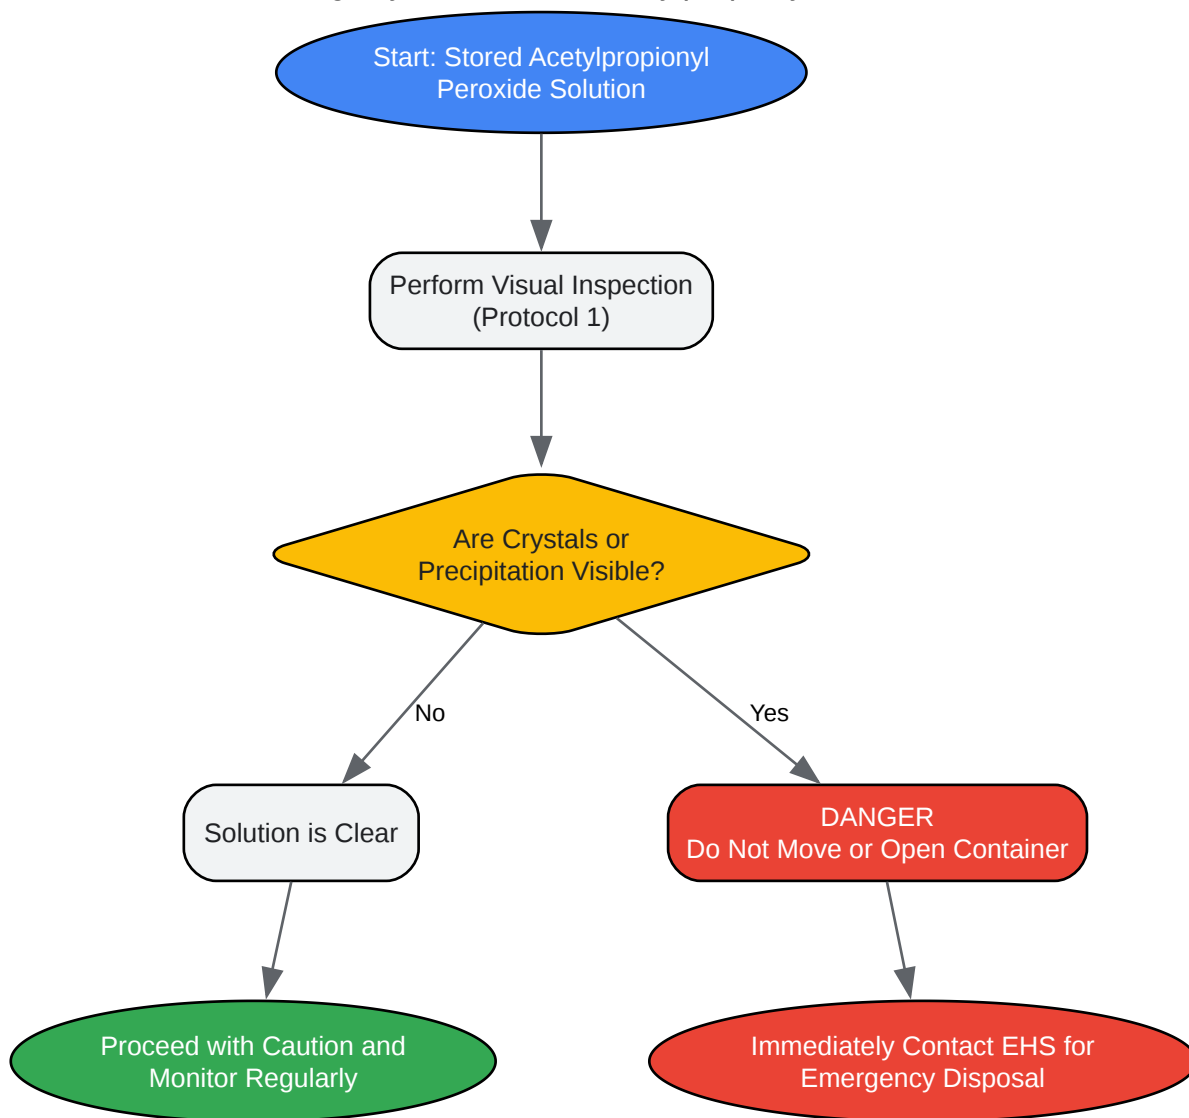 Start: Stored Acetylpropionyl
Peroxide Solution
Perform Visual Inspection
(Protocol 1)
Are Crystals or
Precipitation Visible?
No
Yes
Solution is Clear
DANGER
Do Not Move or Open Container
Proceed with Caution and
Monitor Regularly
Immediately Contact EHS for
Emergency Disposal